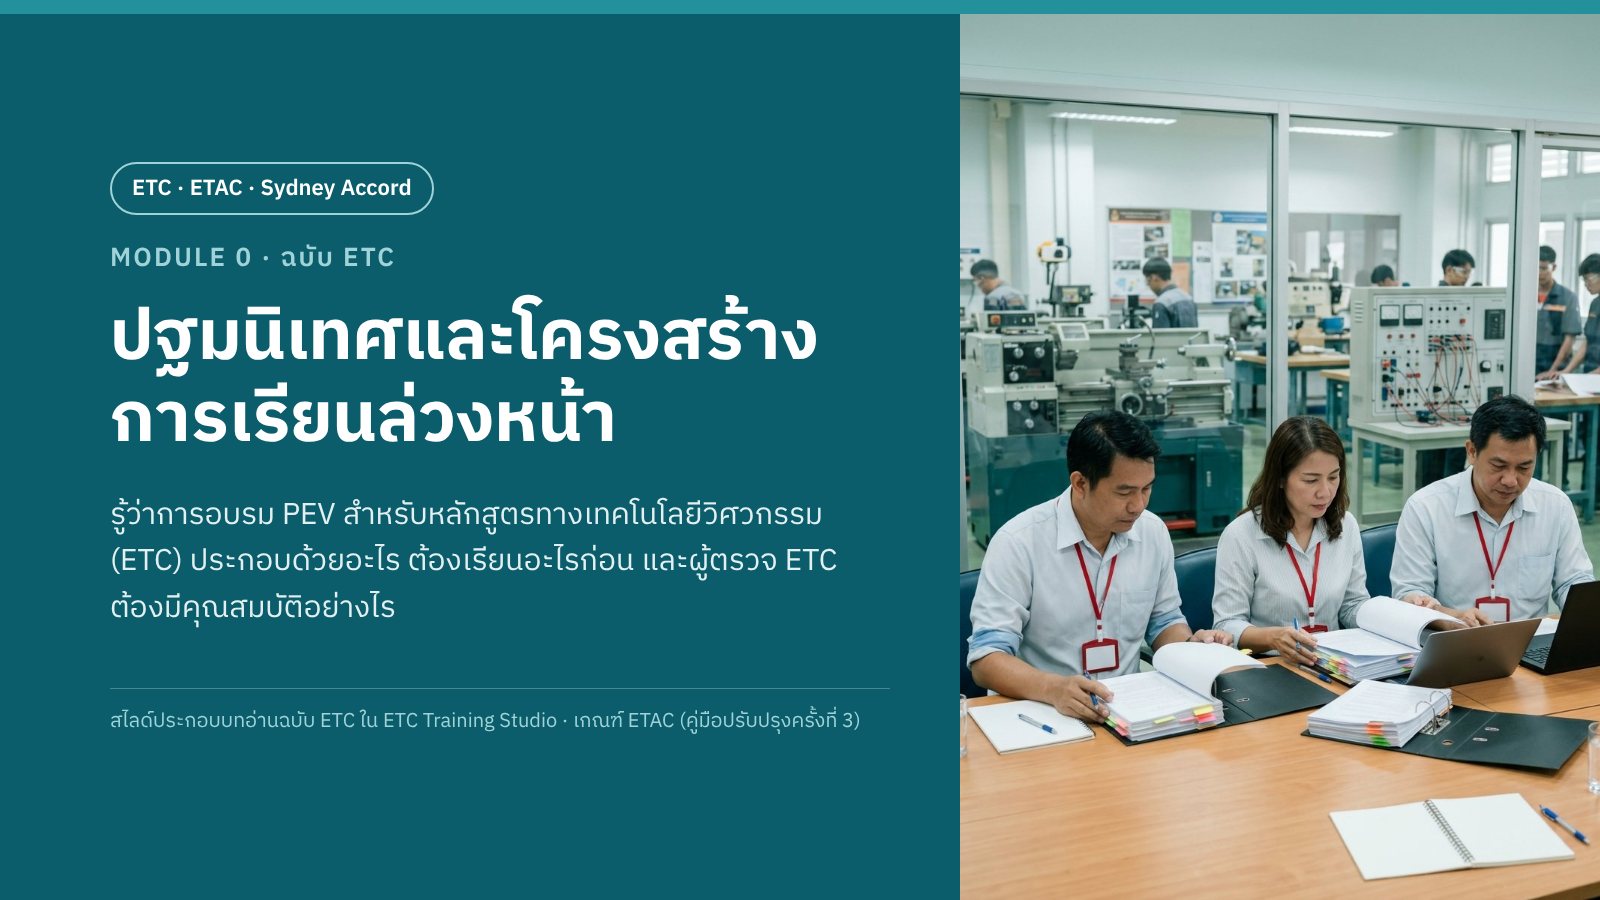 ETC · ETAC · Sydney Accord
MODULE 0 · ฉบับ ETC
ปฐมนิเทศและโครงสร้าง
การเรียนล่วงหน้า
รู้ว่าการอบรม PEV สำหรับหลักสูตรทางเทคโนโลยีวิศวกรรม
(ETC) ประกอบด้วยอะไร ต้องเรียนอะไรก่อน และผู้ตรวจ ETC
ต้องมีคุณสมบัติอย่างไร
สไลด์ประกอบบทอ่านฉบับ ETC ใน ETC Training Studio · เกณฑ์ ETAC (คู่มือปรับปรุงครั้งที่ 3)